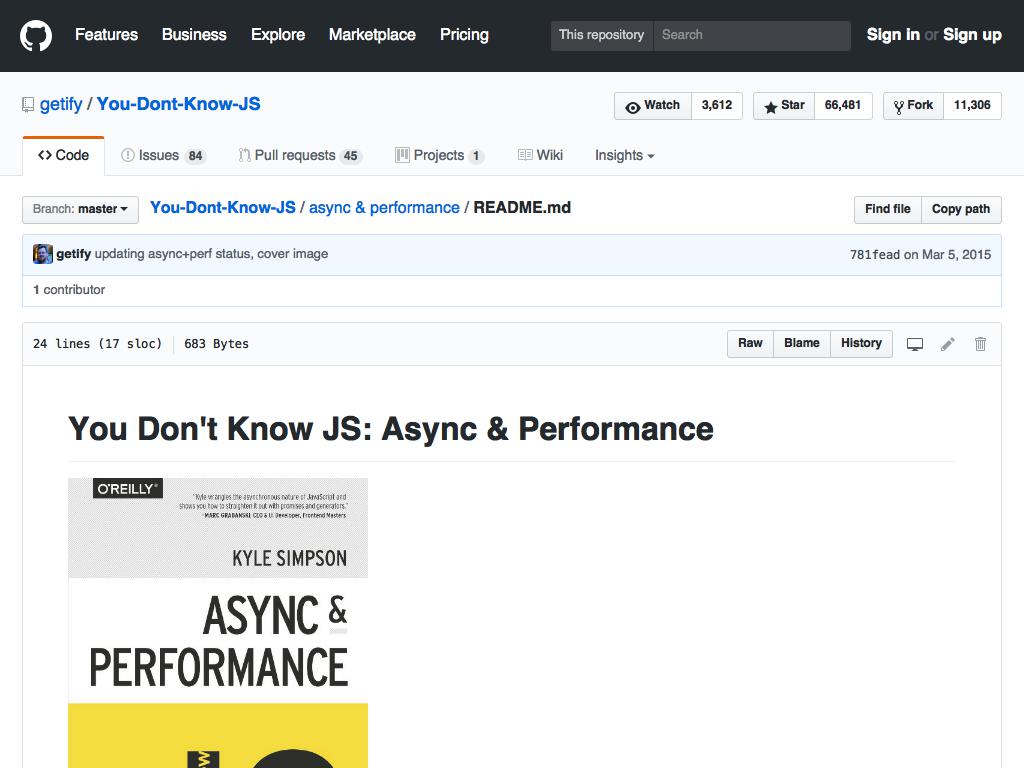 Features Business Explore Marketplace Pricing This repository Search Sign in or Sign up
getify / You-Dont-Know-JS Watch 3,612 Star 66,481 Fork 11,306
<> Code Issues 84 Pull requests 45 Projects 1 Wiki Insights
Branch: master You-Dont-Know-JS / async & performance / README.md Find file Copy path
getify updating async+perf status, cover image 781fead on Mar 5, 2015
1 contributor
24 lines (17 sloc) 683 Bytes Raw Blame History
You Don't Know JS: Async & Performance
O'REILLY®
"Kyle wrangles the asynchronous nature of JavaScript and
shows you how to straighten it out with promises and generators."
–MARC GRABANSKI, CEO & UI Developer, Frontend Masters
KYLE SIMPSON
ASYNC &
PERFORMANCE